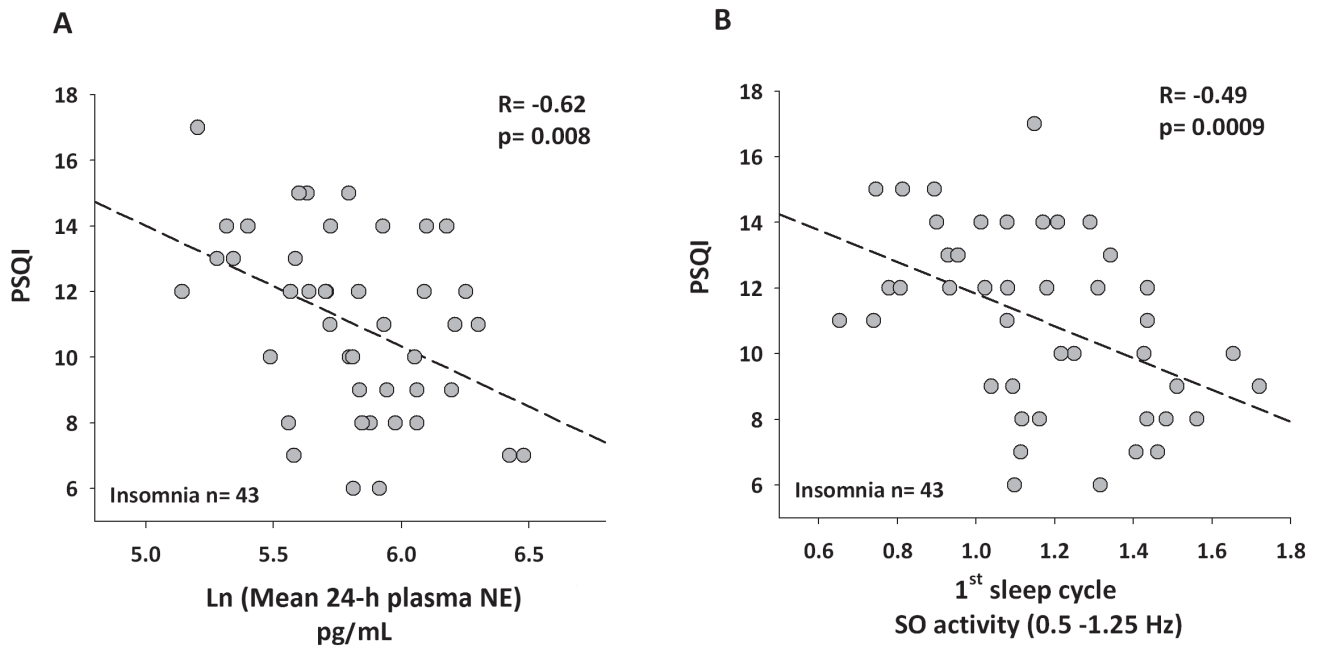 A
R= -0.62
p= 0.008
PSQI
18
16
14
12
10
8
6
Insomnia n= 43
5.0 5.5 6.0 6.5
Ln (Mean 24-h plasma NE)
pg/mL
B
R= -0.49
p= 0.0009
PSQI
18
16
14
12
10
8
6
Insomnia n= 43
0.6 0.8 1.0 1.2 1.4 1.6 1.8
1st sleep cycle
SO activity (0.5 -1.25 Hz)